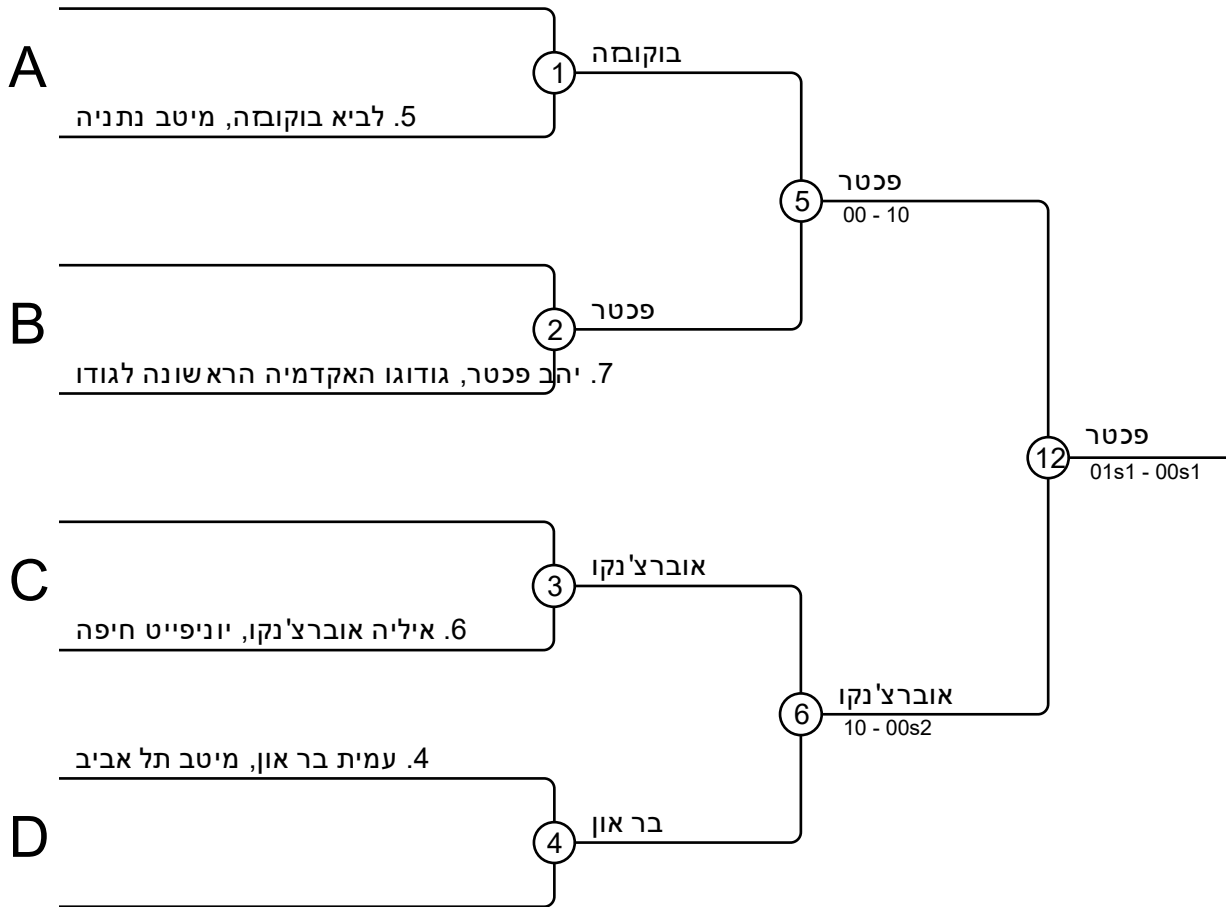 A
1
בוקובזה
5. לביא בוקובזה, מיטב נתניה
5
פכטר
00 - 10
B
2
פכטר
7. יהב פכטר, גודוגו האקדמיה הראשונה לגודו
12
פכטר
01s1 - 00s1
C
3
אוברצ'נקו
6. איליה אוברצ'נקו, יוניפייט חיפה
6
אוברצ'נקו
10 - 00s2
4. עמית בר און, מיטב תל אביב
D
4
בר און